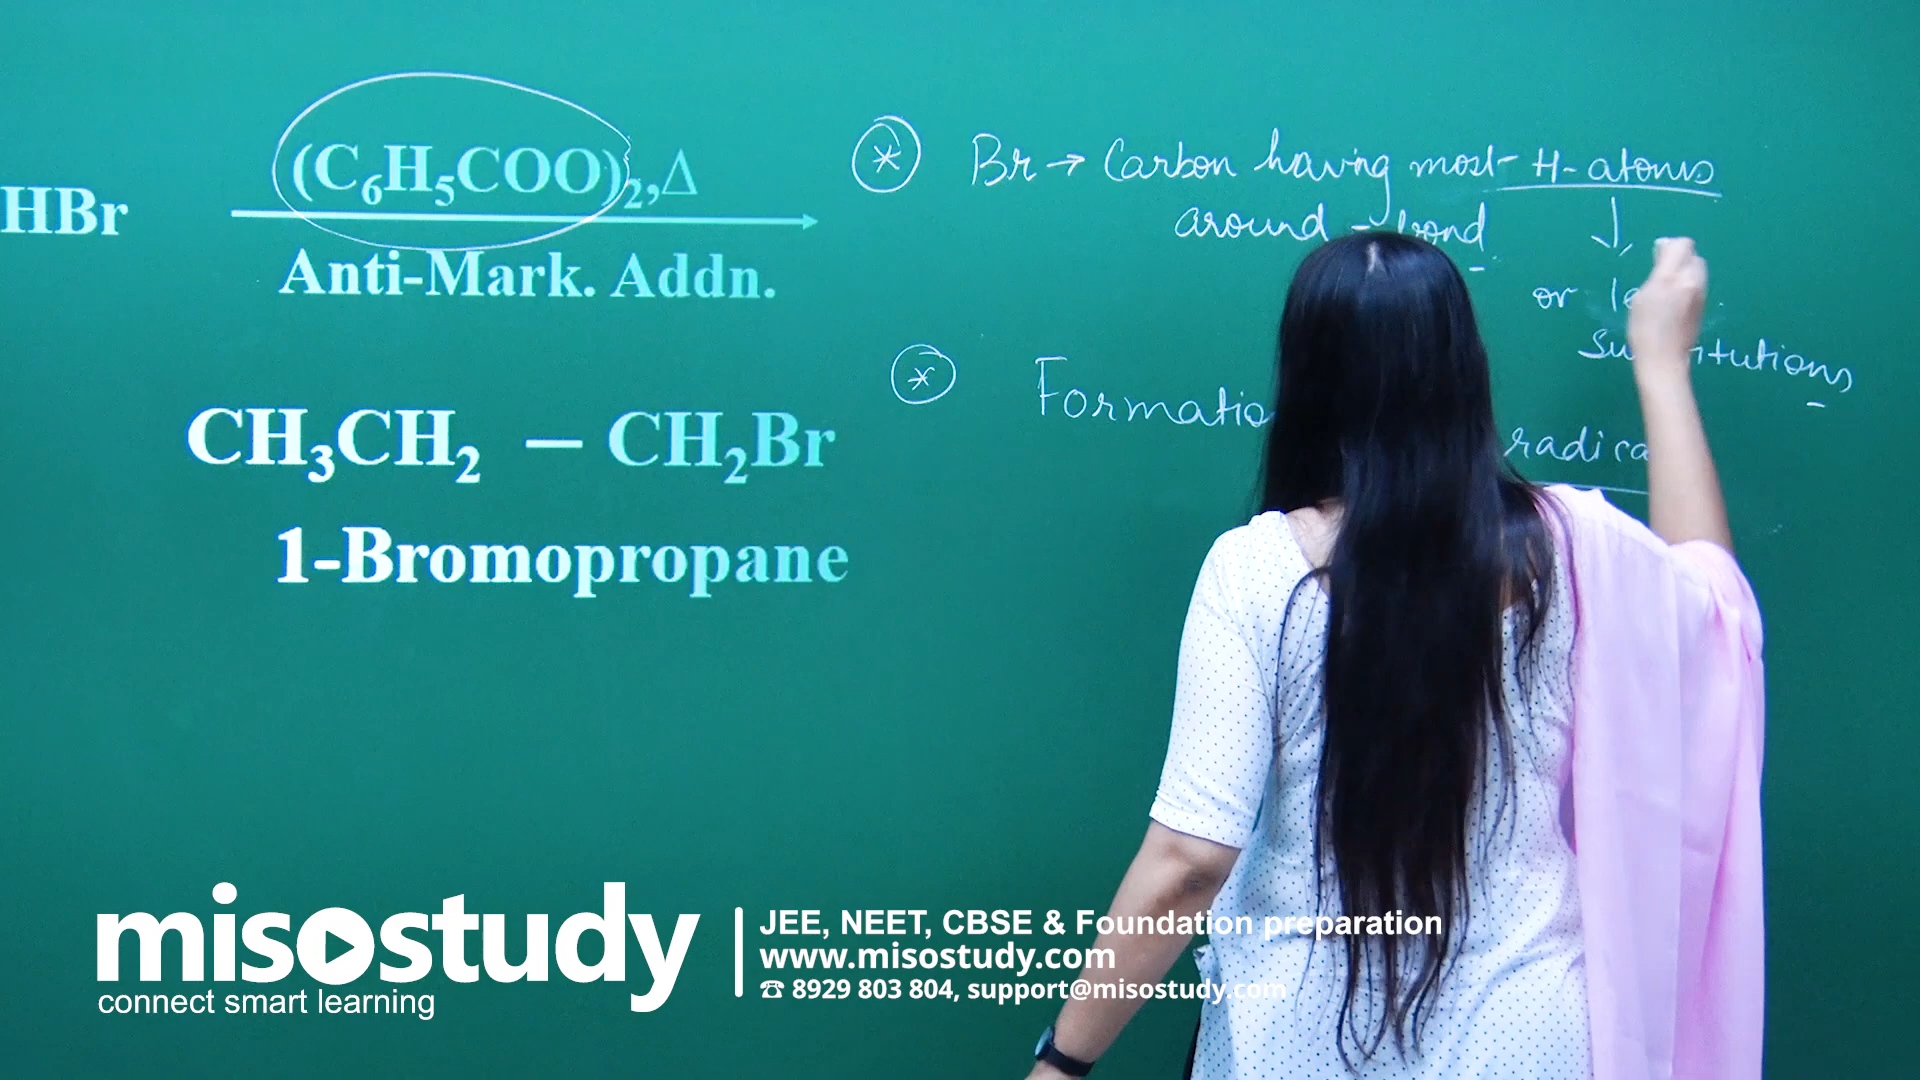 HBr
(C₆H₅COO)₂,Δ
Anti-Mark. Addn.
CH₃CH₂ – CH₂Br
1-Bromopropane
* Br → Carbon having most H-atoms
around = bond
↓
or
* Formatio
radica
misostudy
connect smart learning
JEE, NEET, CBSE & Foundation preparation
www.misostudy.com
☎ 8929 803 804, support@misostudy.com